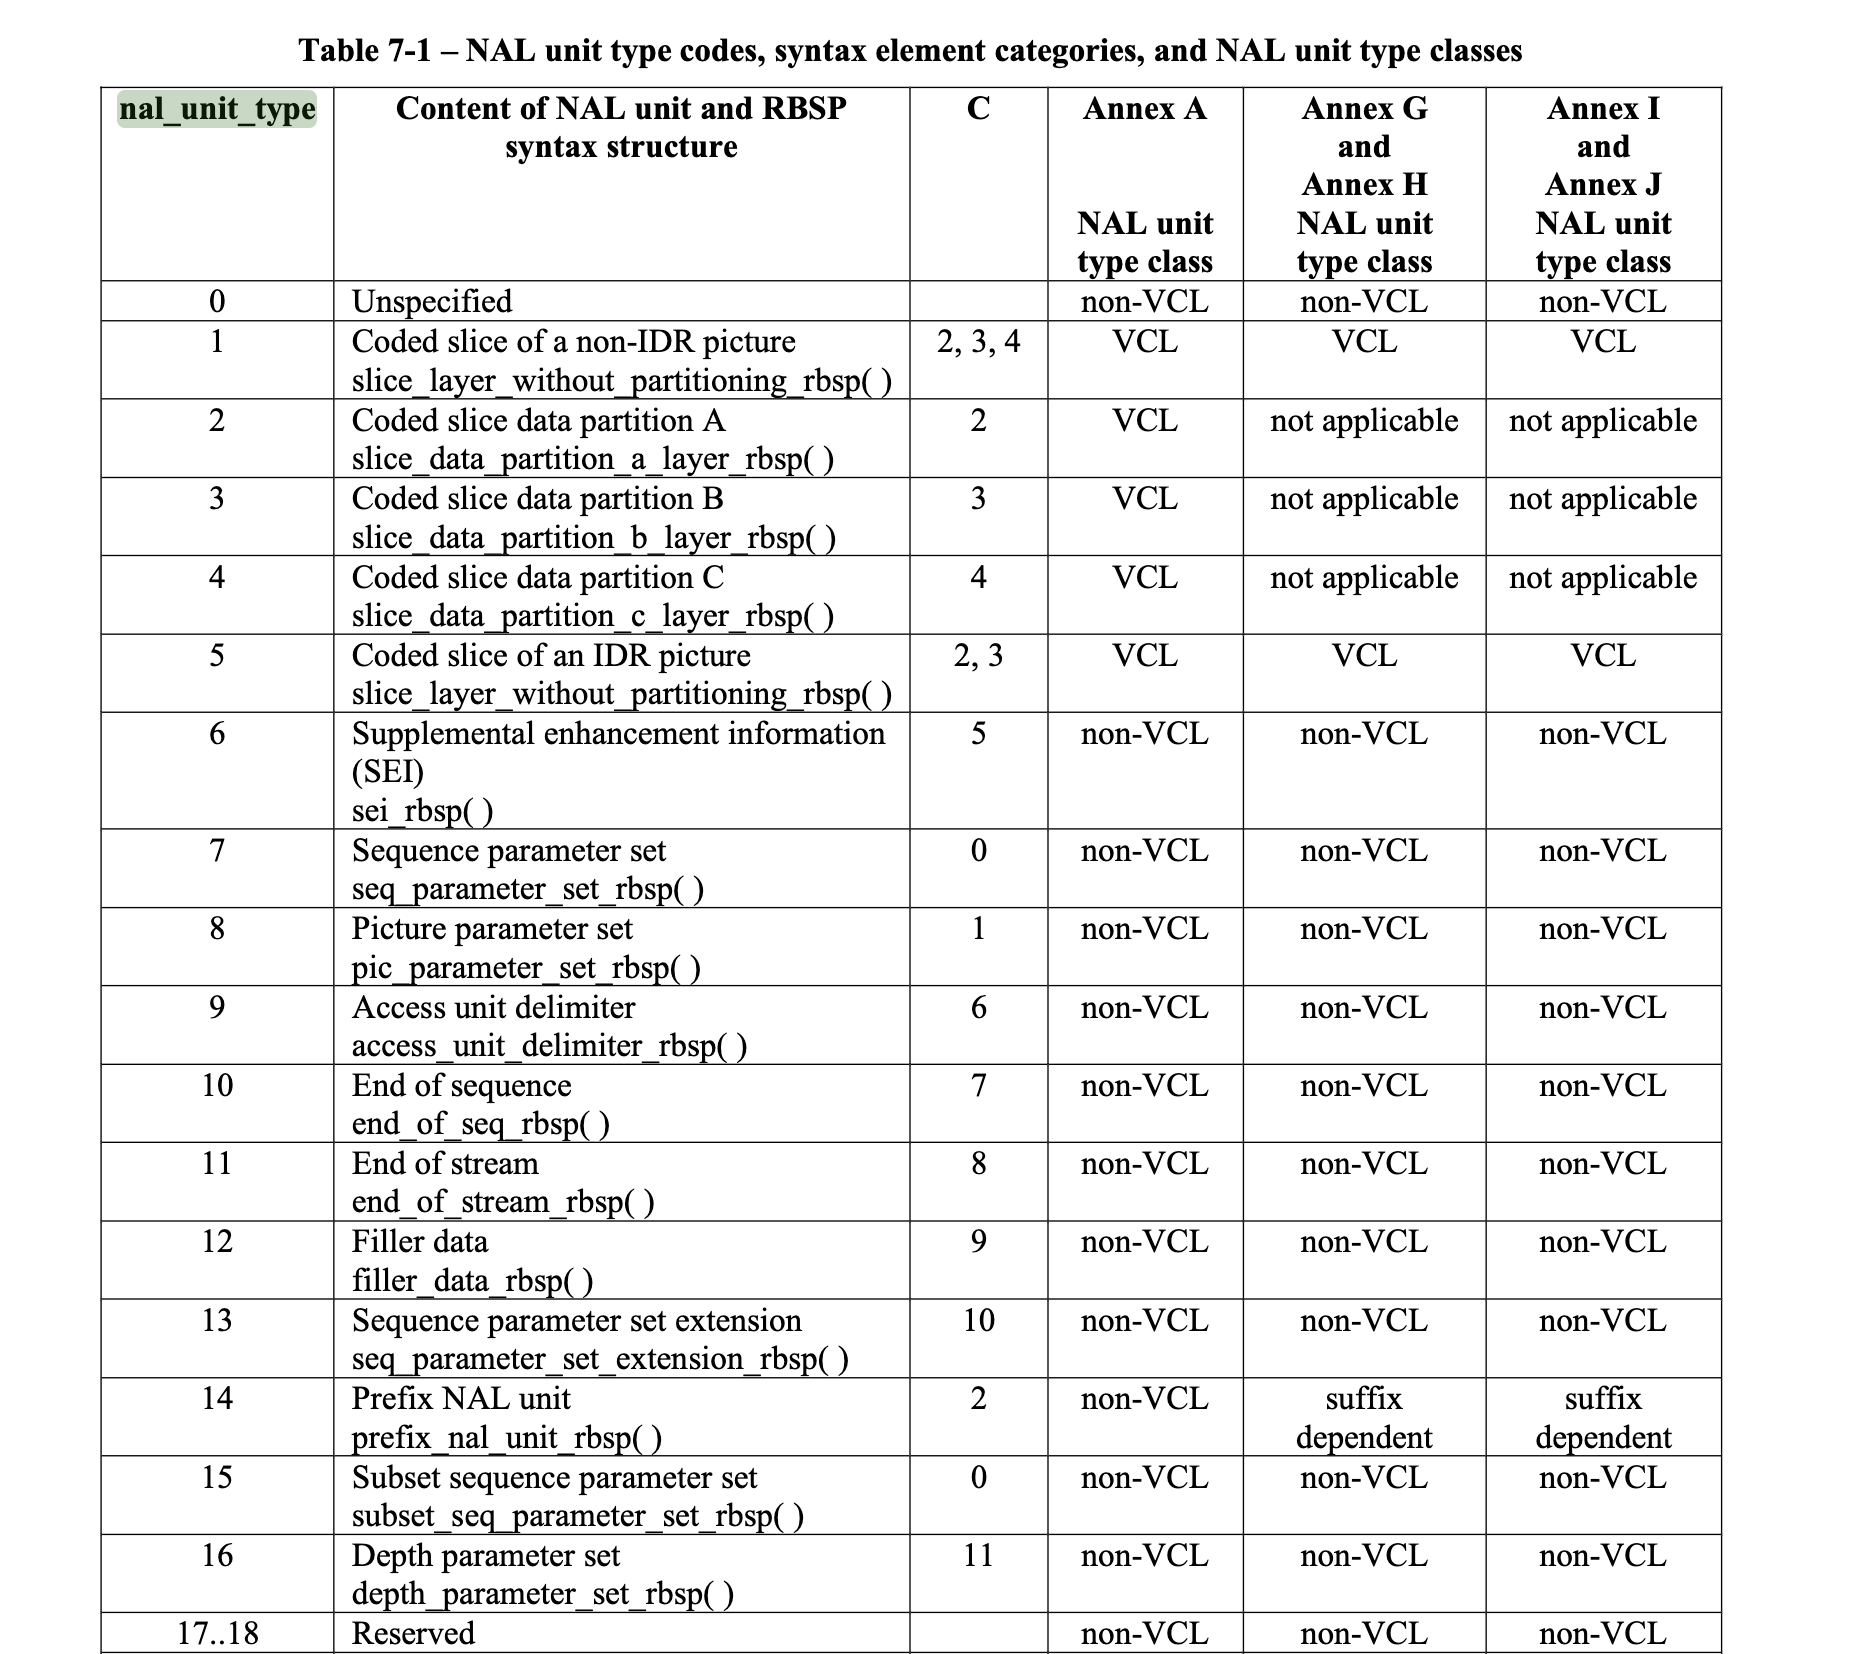 Table 7-1 – NAL unit type codes, syntax element categories, and NAL unit type classes
nal_unit_type Content of NAL unit and RBSP syntax structure C Annex A NAL unit type class Annex G and Annex H NAL unit type class Annex I and Annex J NAL unit type class
0 Unspecified non-VCL non-VCL non-VCL
1 Coded slice of a non-IDR picture 2, 3, 4 VCL VCL VCL
slice_layer_without_partitioning_rbsp( )
2 Coded slice data partition A 2 VCL not applicable not applicable
slice_data_partition_a_layer_rbsp( )
3 Coded slice data partition B 3 VCL not applicable not applicable
slice_data_partition_b_layer_rbsp( )
4 Coded slice data partition C 4 VCL not applicable not applicable
slice_data_partition_c_layer_rbsp( )
5 Coded slice of an IDR picture 2, 3 VCL VCL VCL
slice_layer_without_partitioning_rbsp( )
6 Supplemental enhancement information 5 non-VCL non-VCL non-VCL
(SEI)
sei_rbsp( )
7 Sequence parameter set 0 non-VCL non-VCL non-VCL
seq_parameter_set_rbsp( )
8 Picture parameter set 1 non-VCL non-VCL non-VCL
pic_parameter_set_rbsp( )
9 Access unit delimiter 6 non-VCL non-VCL non-VCL
access_unit_delimiter_rbsp( )
10 End of sequence 7 non-VCL non-VCL non-VCL
end_of_seq_rbsp( )
11 End of stream 8 non-VCL non-VCL non-VCL
end_of_stream_rbsp( )
12 Filler data 9 non-VCL non-VCL non-VCL
filler_data_rbsp( )
13 Sequence parameter set extension 10 non-VCL non-VCL non-VCL
seq_parameter_set_extension_rbsp( )
14 Prefix NAL unit 2 non-VCL suffix suffix
prefix_nal_unit_rbsp( ) dependent dependent
15 Subset sequence parameter set 0 non-VCL non-VCL non-VCL
subset_seq_parameter_set_rbsp( )
16 Depth parameter set 11 non-VCL non-VCL non-VCL
depth_parameter_set_rbsp( )
17..18 Reserved non-VCL non-VCL non-VCL